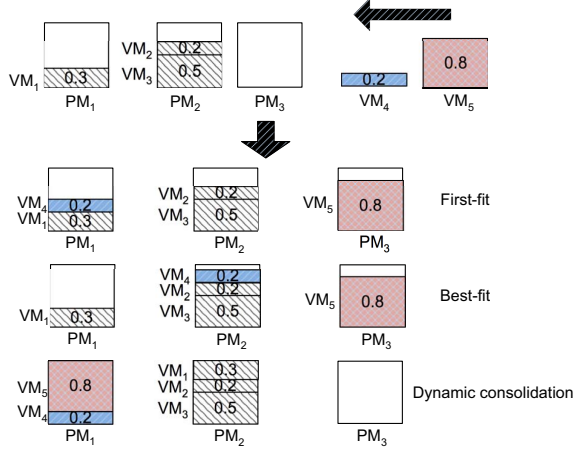 VM2 0.2
VM1 0.3 VM3 0.5 0.2 0.8
PM1 PM2 PM3 VM4 VM5
VM4 0.2 VM2 0.2 First-fit
VM1 0.3 VM3 0.5 VM5 0.8
PM1 PM2 PM3
VM4 0.2
VM2 0.2 Best-fit
VM1 0.3 VM3 0.5 VM5 0.8
PM1 PM2 PM3
VM1 0.3
VM5 0.8 VM2 0.2 Dynamic consolidation
VM4 0.2 VM3 0.5
PM1 PM2 PM3